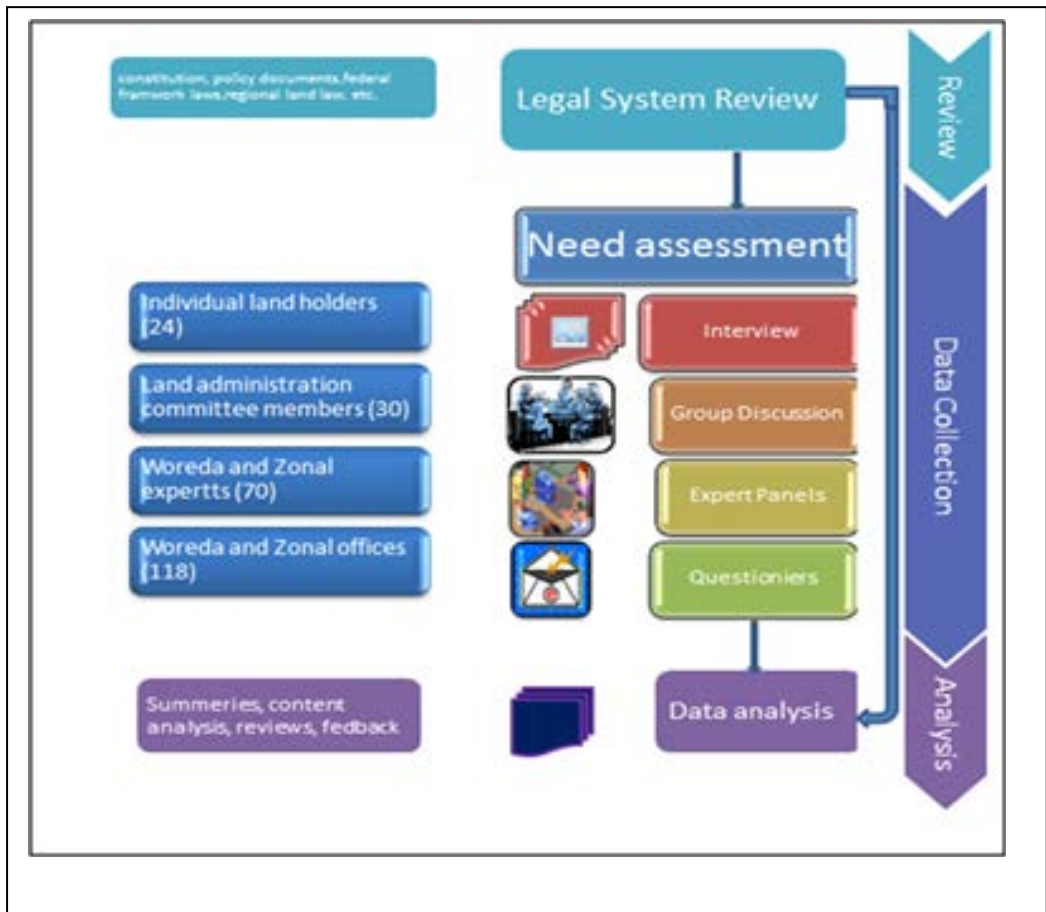 constitution, policy documents,federal
framwork laws,regional land law, etc.
Legal System Review
Review
Need assessment
Individual land holders
(24)
Interview
Land administration
committee members (30)
Group Discussion
Data Collection
Woreda and Zonal
expertts (70)
Expert Panels
Woreda and Zonal offices
(118)
Questioniers
Summeries, content
analysis, reviews, fedback
Data analysis
Analysis